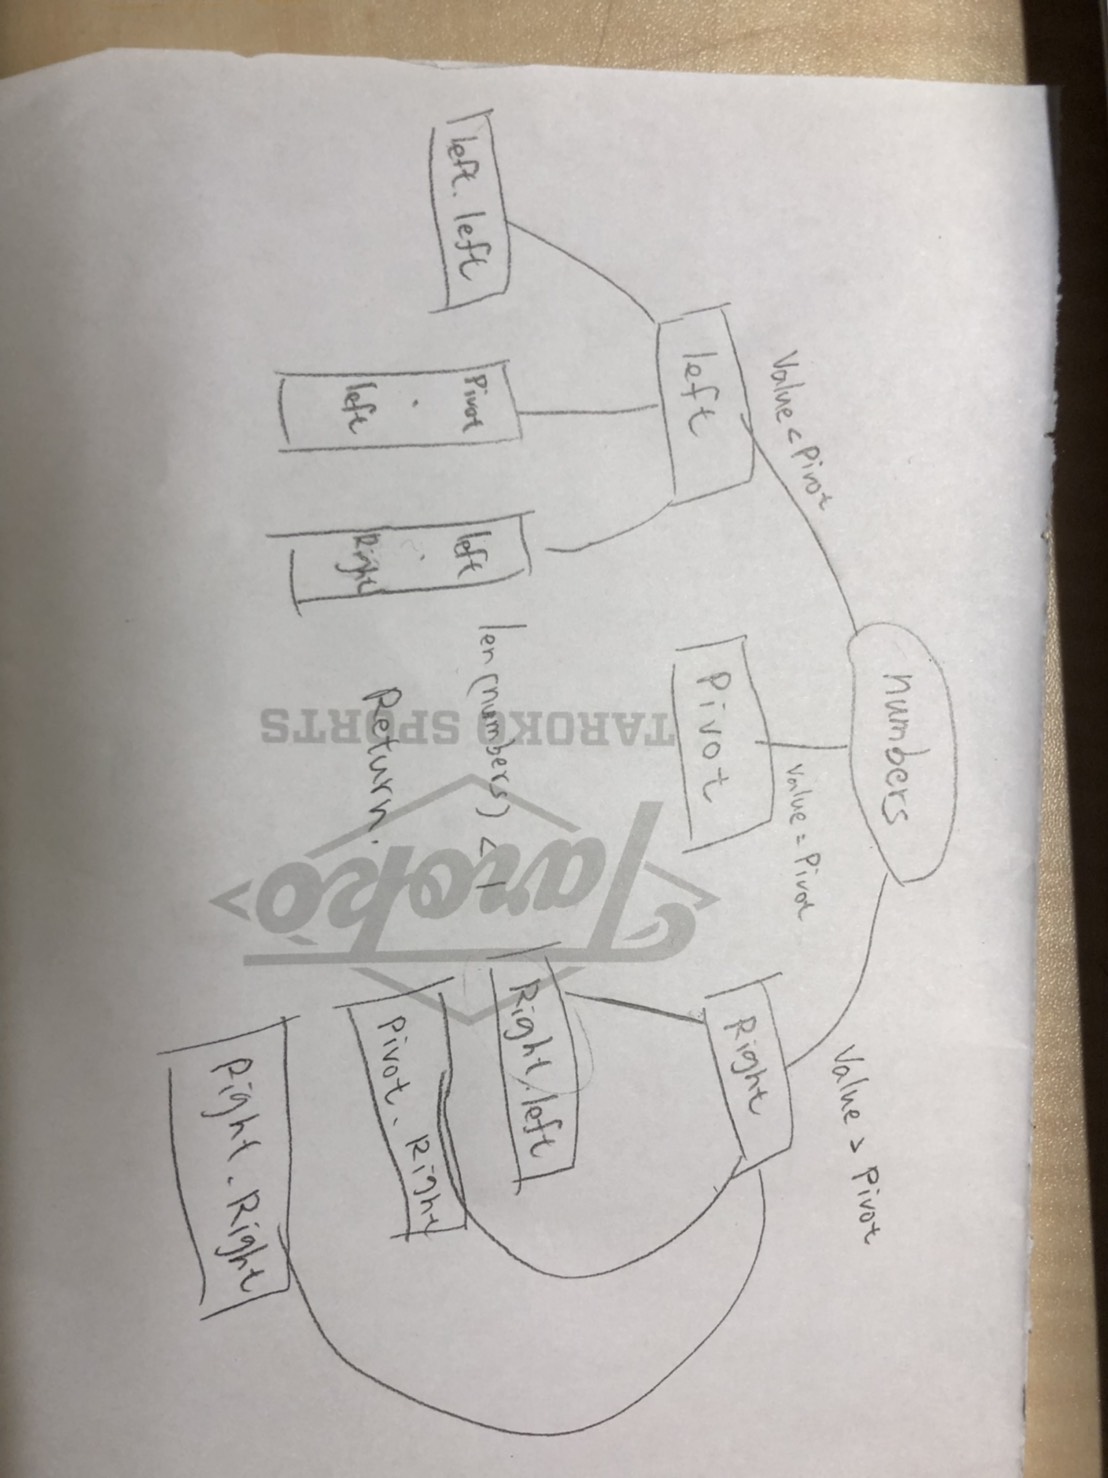 numbers
Value < Pivot
Value = Pivot
Value > Pivot
left
Pivot
Right
left. left
Pivot
.
left
left
.
Right
len(numbers) < 1
Return.
Right.left
Pivot. Right
Right. Right
TAROKO SPORTS
Taroko